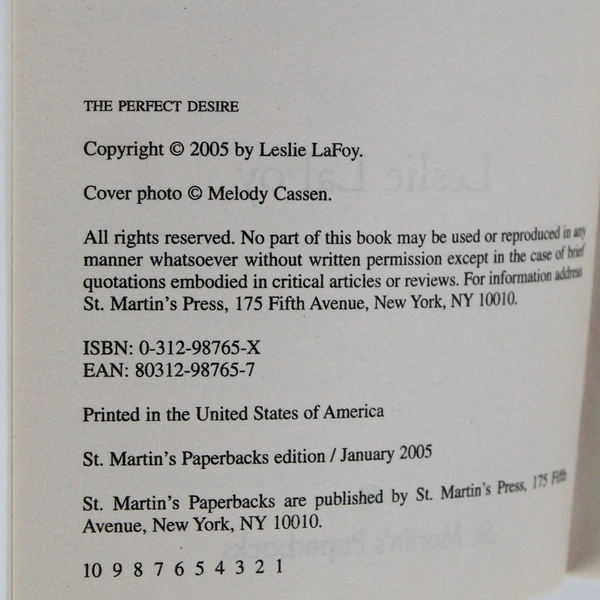 THE PERFECT DESIRE
Copyright © 2005 by Leslie LaFoy.
Cover photo © Melody Cassen.
All rights reserved. No part of this book may be used or reproduced in any
manner whatsoever without written permission except in the case of brief
quotations embodied in critical articles or reviews. For information address
St. Martin's Press, 175 Fifth Avenue, New York, NY 10010.
ISBN: 0-312-98765-X
EAN: 80312-98765-7
Printed in the United States of America
St. Martin's Paperbacks edition / January 2005
St. Martin's Paperbacks are published by St. Martin's Press, 175 Fifth
Avenue, New York, NY 10010.
10 9 8 7 6 5 4 3 2 1
Leslie LaFoy
St. Martin's Paperbacks